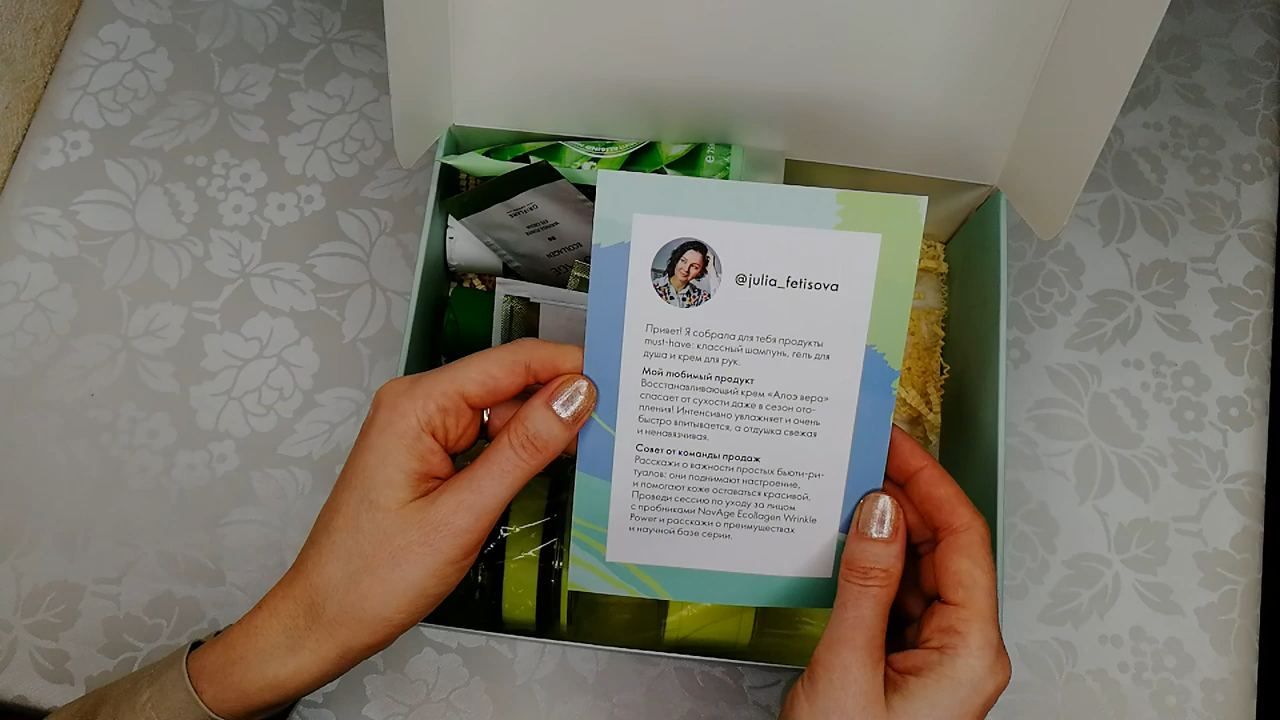 ORIFLAME
ECOLLAGEN
@julia_fetisova
Привет! Я собрала для тебя продукты
must-have: классный шампунь, гель для
душа и крем для рук.
Мой любимый продукт
Восстанавливающий крем «Алоэ вера»
спасает от сухости даже в сезон ото-
пления! Интенсивно увлажняет и очень
быстро впитывается, а отдушка свежая
и ненавязчивая.
Совет от команды продаж
Расскажи о важности простых бьюти-ри-
туалов: они поднимают настроение,
и помогают коже оставаться красивой.
Проведи сессию по уходу за лицом
с пробниками NovAge Ecollagen Wrinkle
Power и расскажи о преимуществах
и научной базе серии.